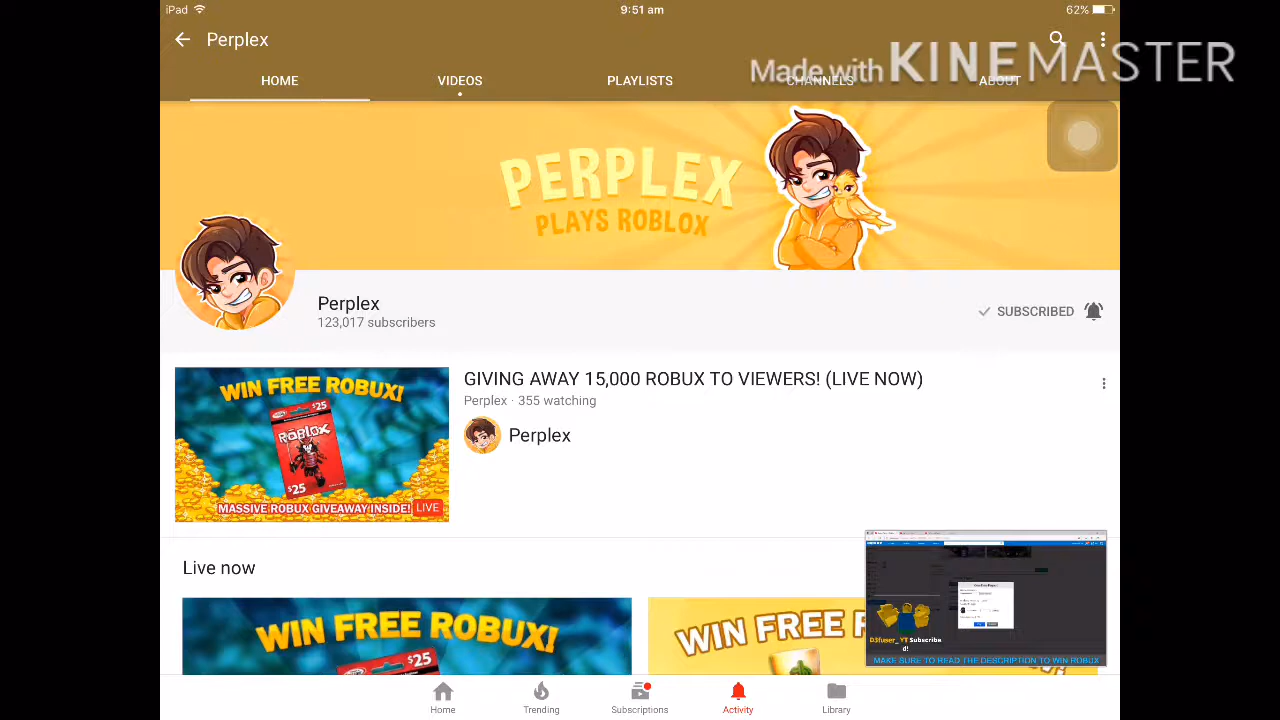 iPad
9:51 am
62%
Perplex
Made with KINEMASTER
HOME
VIDEOS
PLAYLISTS
CHANNELS
ABOUT
PERPLEX
PLAYS ROBLOX
Perplex
123,017 subscribers
SUBSCRIBED
WIN FREE ROBUX!
$25
ROBLOX
$25
MASSIVE ROBUX GIVEAWAY INSIDE!
LIVE
GIVING AWAY 15,000 ROBUX TO VIEWERS! (LIVE NOW)
Perplex · 355 watching
Perplex
Live now
WIN FREE ROBUX!
$25
WIN FREE R
D3fuser_YT Subscribe
d!
MAKE SURE TO READ THE DESCRIPTION TO WIN ROBUX
Home
Trending
Subscriptions
Activity
Library